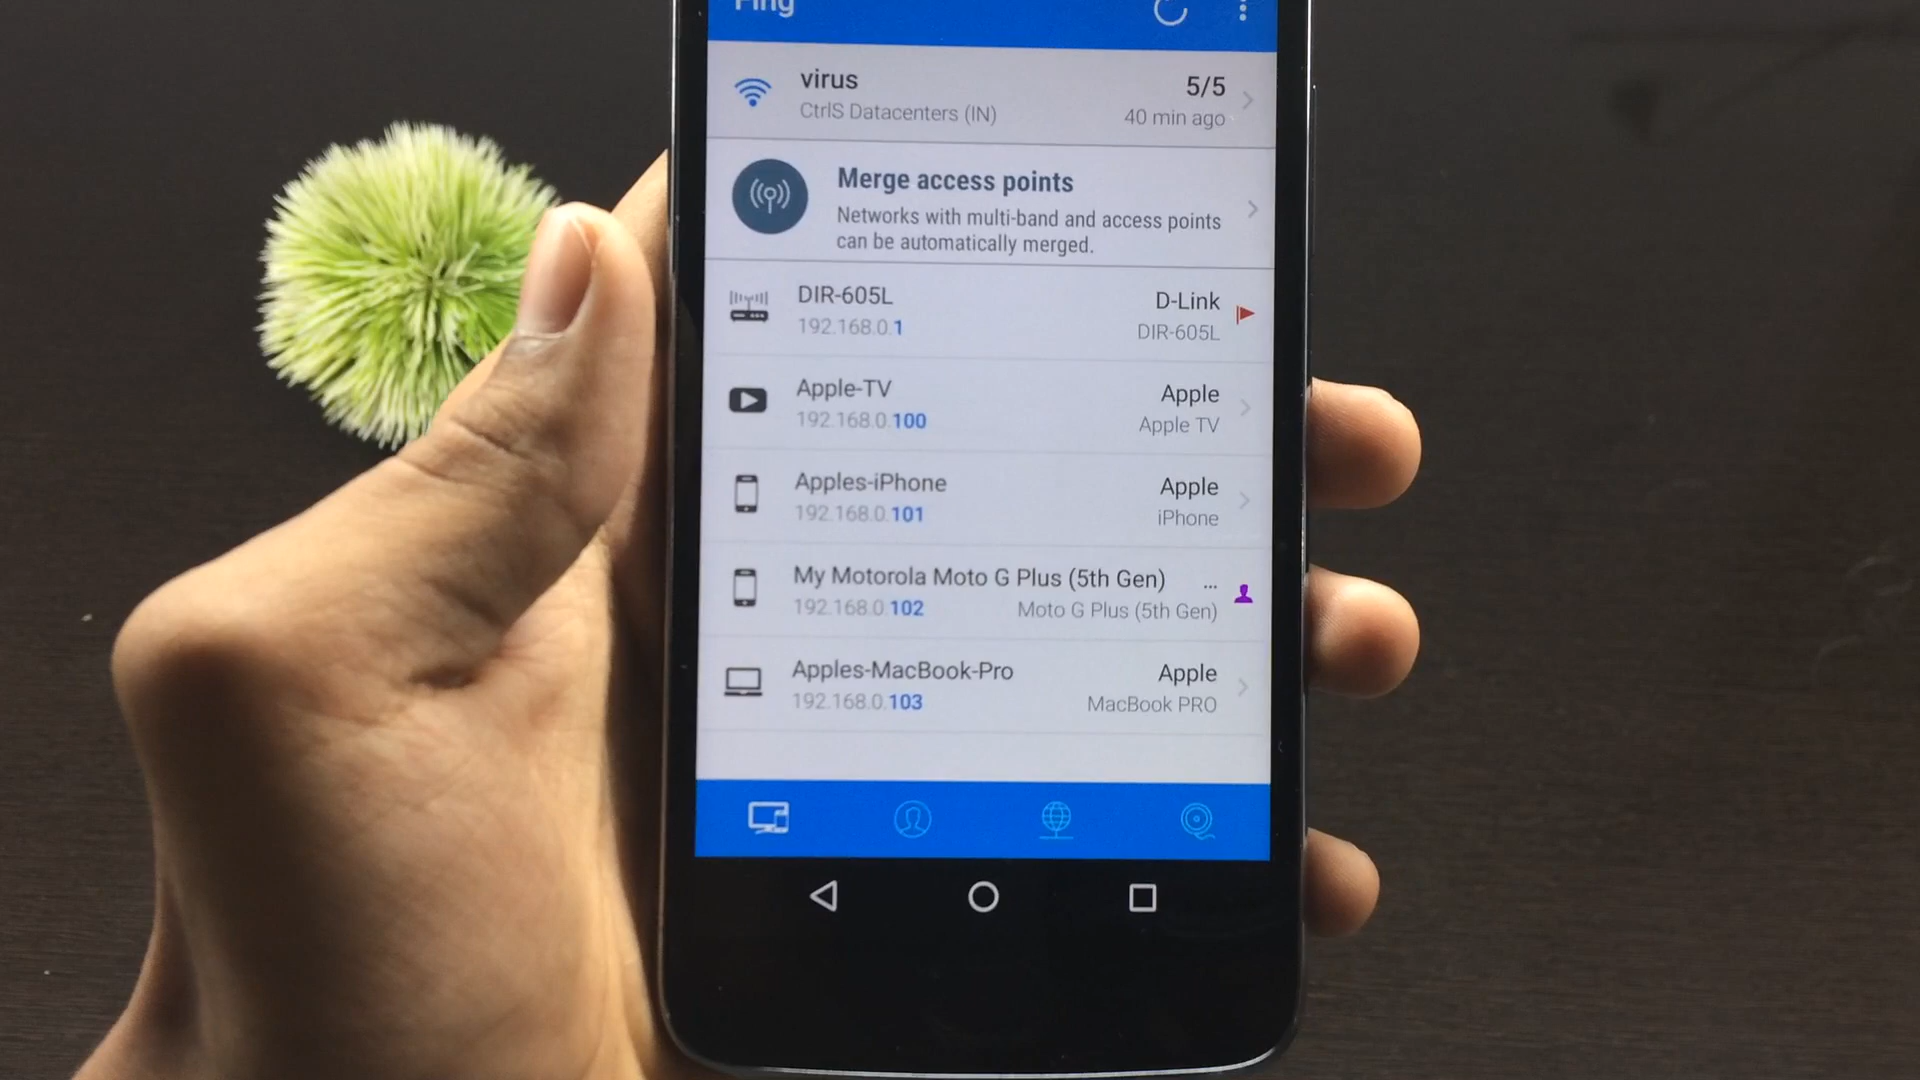 Fing
virus
5/5
CtrlS Datacenters (IN)
40 min ago
Merge access points
Networks with multi-band and access points
can be automatically merged.
DIR-605L
D-Link
192.168.0.1
DIR-605L
Apple-TV
Apple
192.168.0.100
Apple TV
Apples-iPhone
Apple
192.168.0.101
iPhone
My Motorola Moto G Plus (5th Gen) ...
192.168.0.102
Moto G Plus (5th Gen)
Apples-MacBook-Pro
Apple
192.168.0.103
MacBook PRO